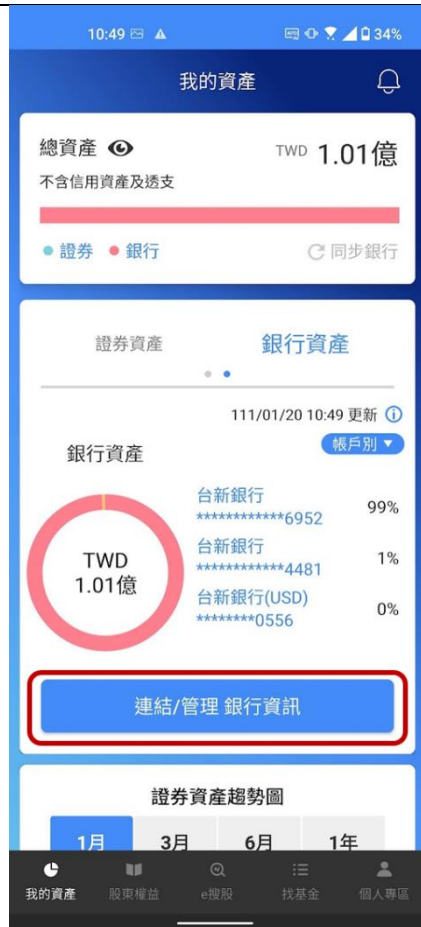 10:49 34%
我的資產
總資產 TWD 1.01億
不含信用資產及透支
證券 銀行 同步銀行
證券資產 銀行資產
111/01/20 10:49 更新
銀行資產 帳戶別
台新銀行
************6952 99%
台新銀行
************4481 1%
台新銀行(USD)
********0556 0%
TWD
1.01億
連結/管理 銀行資訊
證券資產趨勢圖
1月 3月 6月 1年
我的資產 股東權益 e搜股 找基金 個人專區